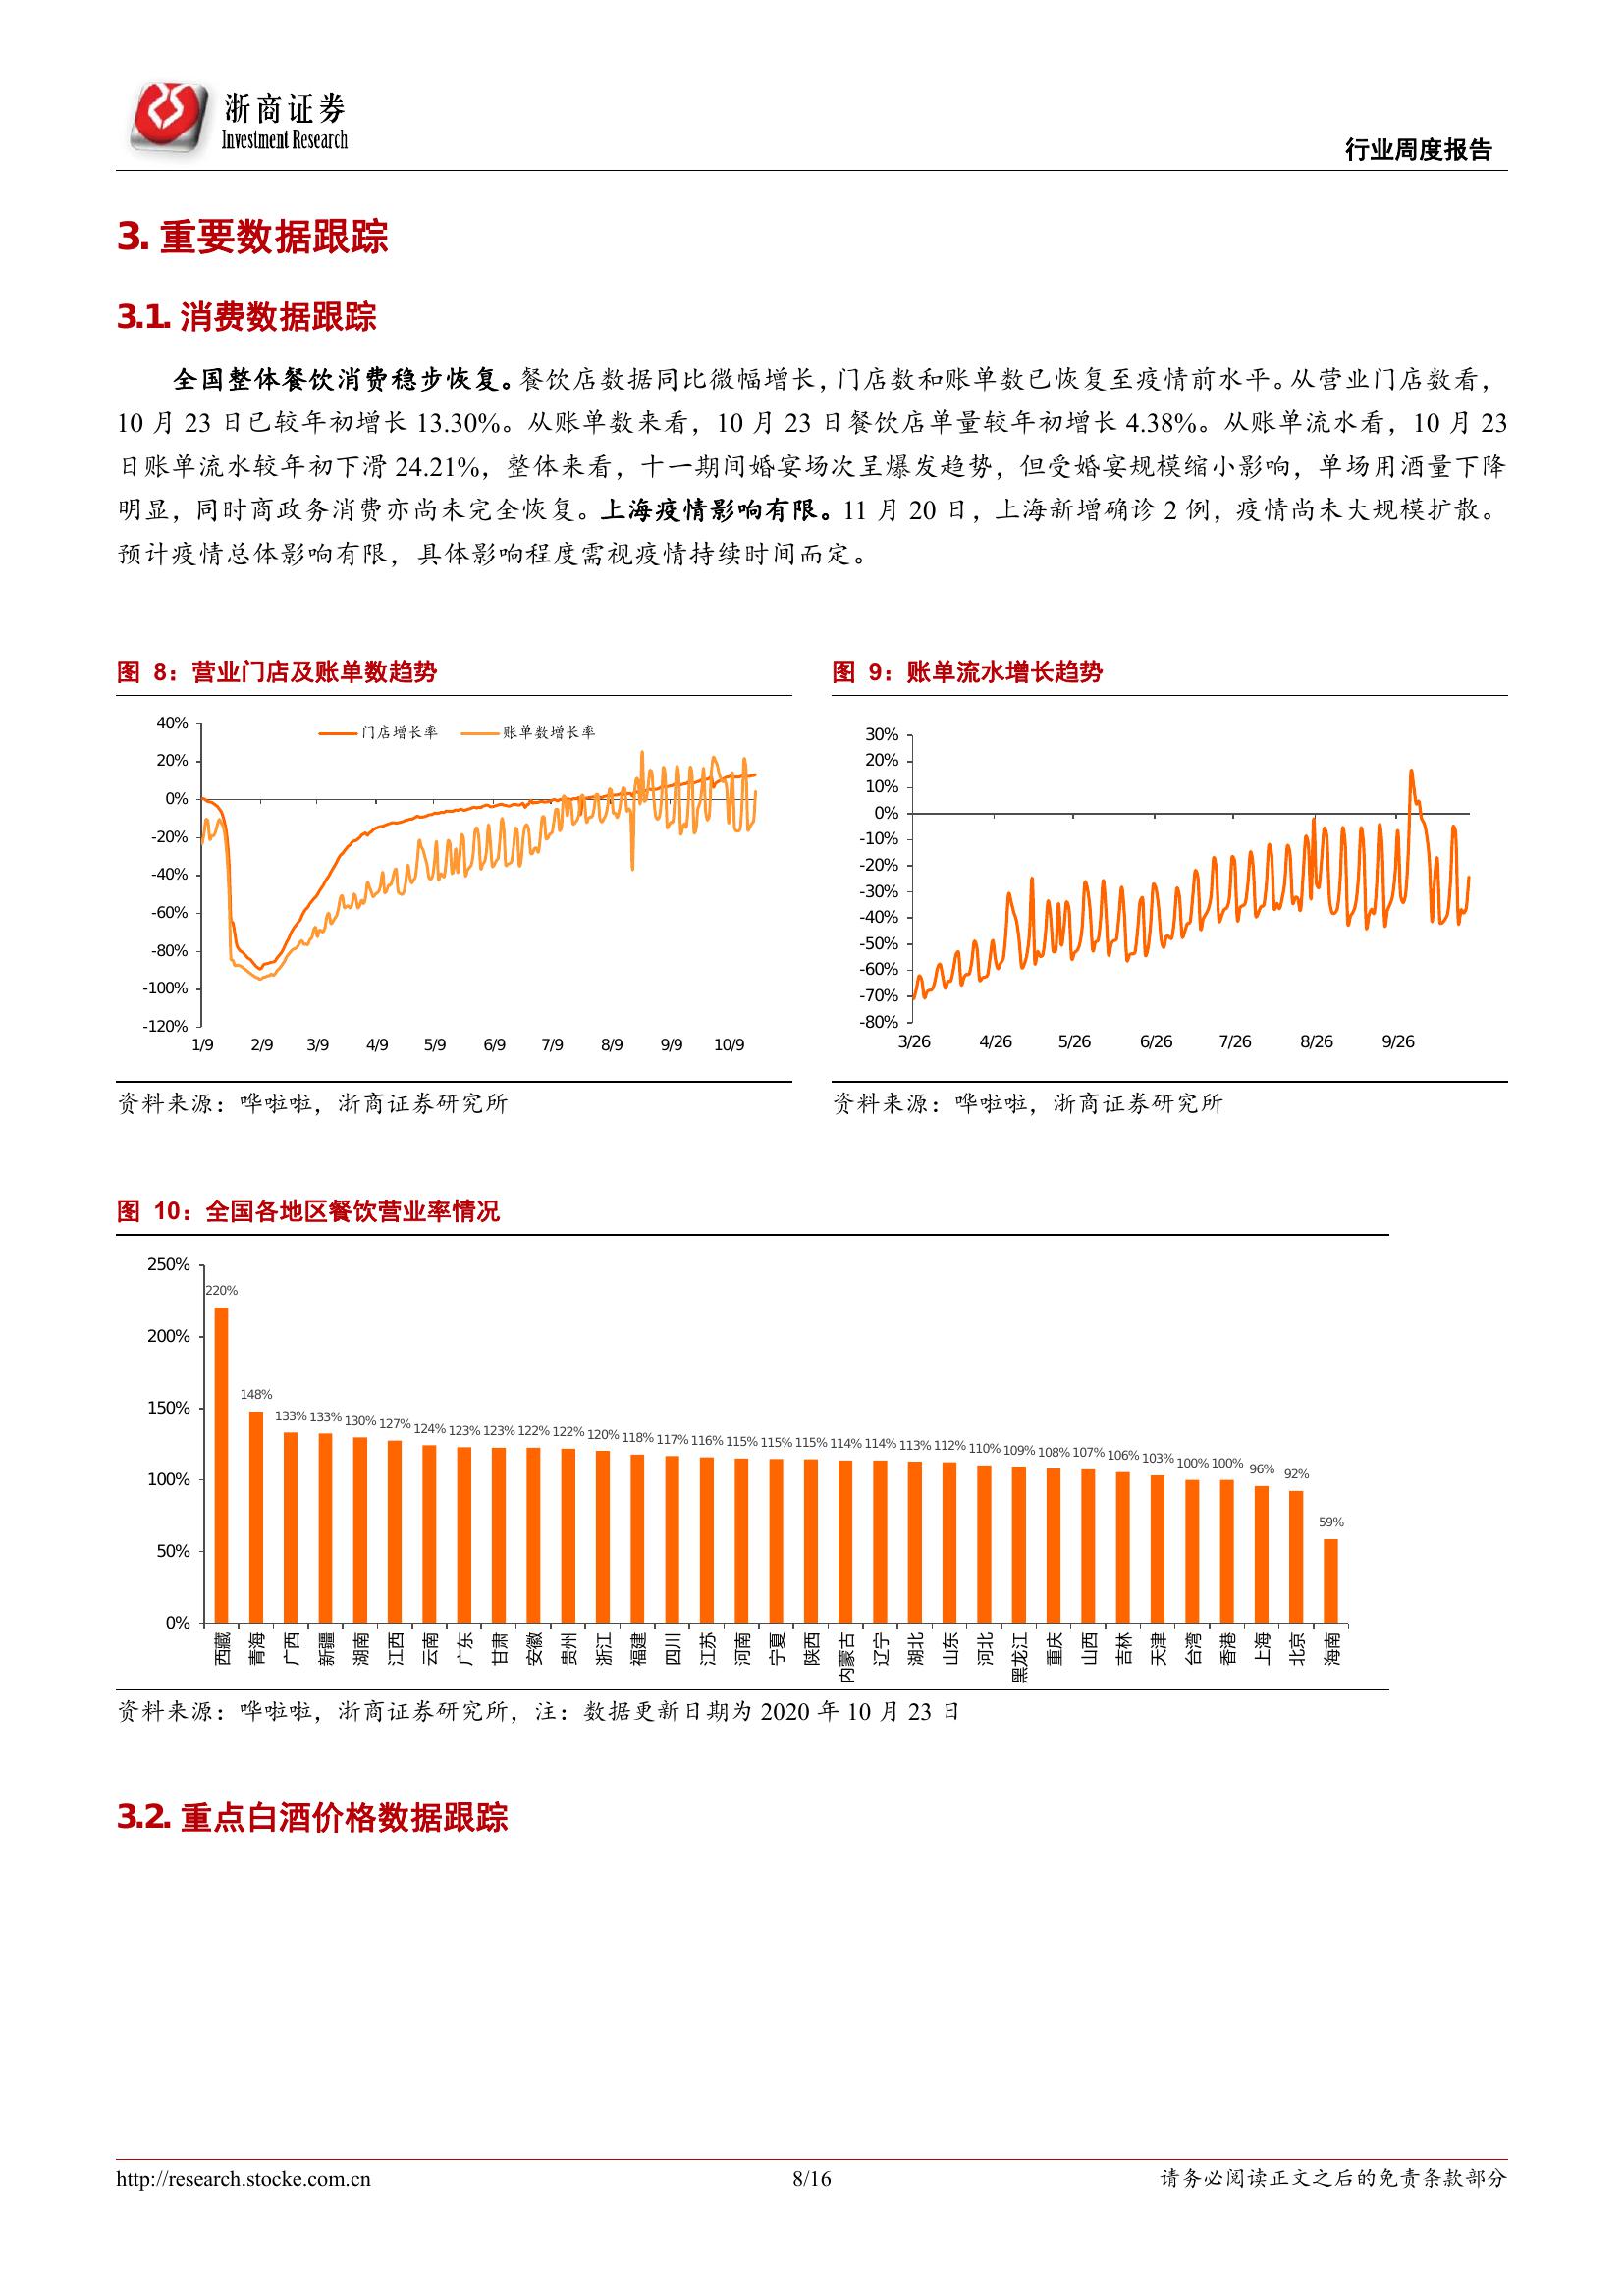 浙商证券
Investment Research
行业周度报告
3. 重要数据跟踪
3.1. 消费数据跟踪
全国整体餐饮消费稳步恢复。餐饮店数据同比微幅增长，门店数和账单数已恢复至疫情前水平。从营业门店数看，
10 月 23 日已较年初增长 13.30%。从账单数来看，10 月 23 日餐饮店单量较年初增长 4.38%。从账单流水看，10 月 23
日账单流水较年初下滑 24.21%，整体来看，十一期间婚宴场次呈爆发趋势，但受婚宴规模缩小影响，单场用酒量下降
明显，同时商政务消费亦尚未完全恢复。上海疫情影响有限。11 月 20 日，上海新增确诊 2 例，疫情尚未大规模扩散。
预计疫情总体影响有限，具体影响程度需视疫情持续时间而定。
图 8：营业门店及账单数趋势
40%
20%
0%
-20%
-40%
-60%
-80%
-100%
-120%
门店增长率 账单数增长率
1/9 2/9 3/9 4/9 5/9 6/9 7/9 8/9 9/9 10/9
资料来源：哗啦啦，浙商证券研究所
图 9：账单流水增长趋势
30%
20%
10%
0%
-10%
-20%
-30%
-40%
-50%
-60%
-70%
-80%
3/26 4/26 5/26 6/26 7/26 8/26 9/26
资料来源：哗啦啦，浙商证券研究所
图 10：全国各地区餐饮营业率情况
250%
200%
150%
100%
50%
0%
220% 148% 133% 133% 130% 127% 124% 123% 123% 122% 122% 120% 118% 117% 116% 115% 115% 115% 114% 114% 113% 112% 110% 109% 108% 107% 106% 103% 100% 100% 96% 92% 59%
西藏 青海 广西 新疆 湖南 江西 云南 广东 甘肃 安徽 贵州 浙江 福建 四川 江苏 河南 宁夏 陕西 内蒙古 辽宁 湖北 山东 河北 黑龙江 重庆 山西 吉林 天津 台湾 香港 上海 北京 海南
资料来源：哗啦啦，浙商证券研究所，注：数据更新日期为 2020 年 10 月 23 日
3.2. 重点白酒价格数据跟踪
http://research.stocke.com.cn
8/16
请务必阅读正文之后的免责条款部分